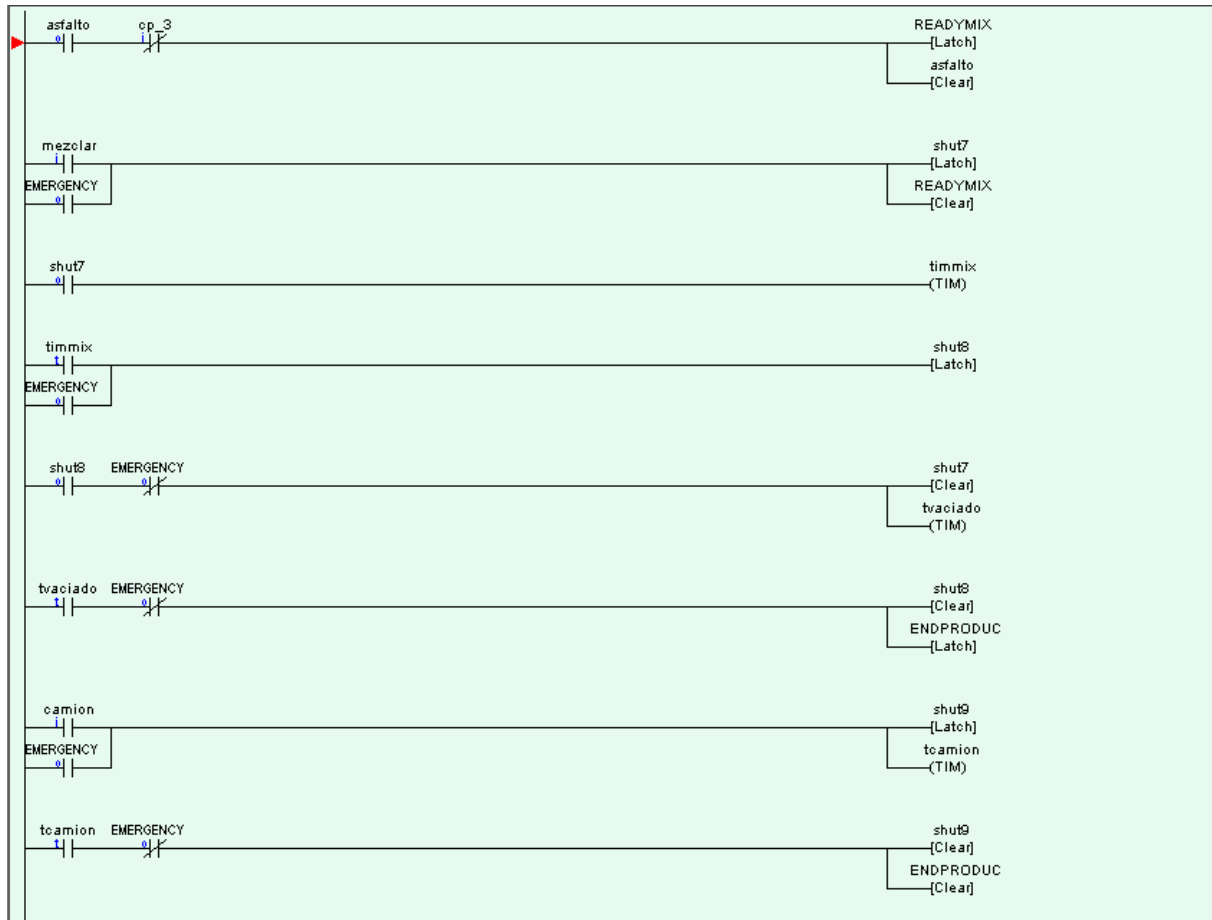 asfalto cp_3 READYMIX
o i [Latch]
asfalto
[Clear]
mezclar shut7
i [Latch]
EMERGENCY READYMIX
o [Clear]
shut7 timmix
o (TIM)
timmix shut8
t [Latch]
EMERGENCY
o
shut8 EMERGENCY shut7
o o [Clear]
tvaciado
(TIM)
tvaciado EMERGENCY shut8
t o [Clear]
ENDPRODUC
[Latch]
camion shut9
i [Latch]
EMERGENCY tcamion
o (TIM)
tcamion EMERGENCY shut9
t o [Clear]
ENDPRODUC
[Clear]